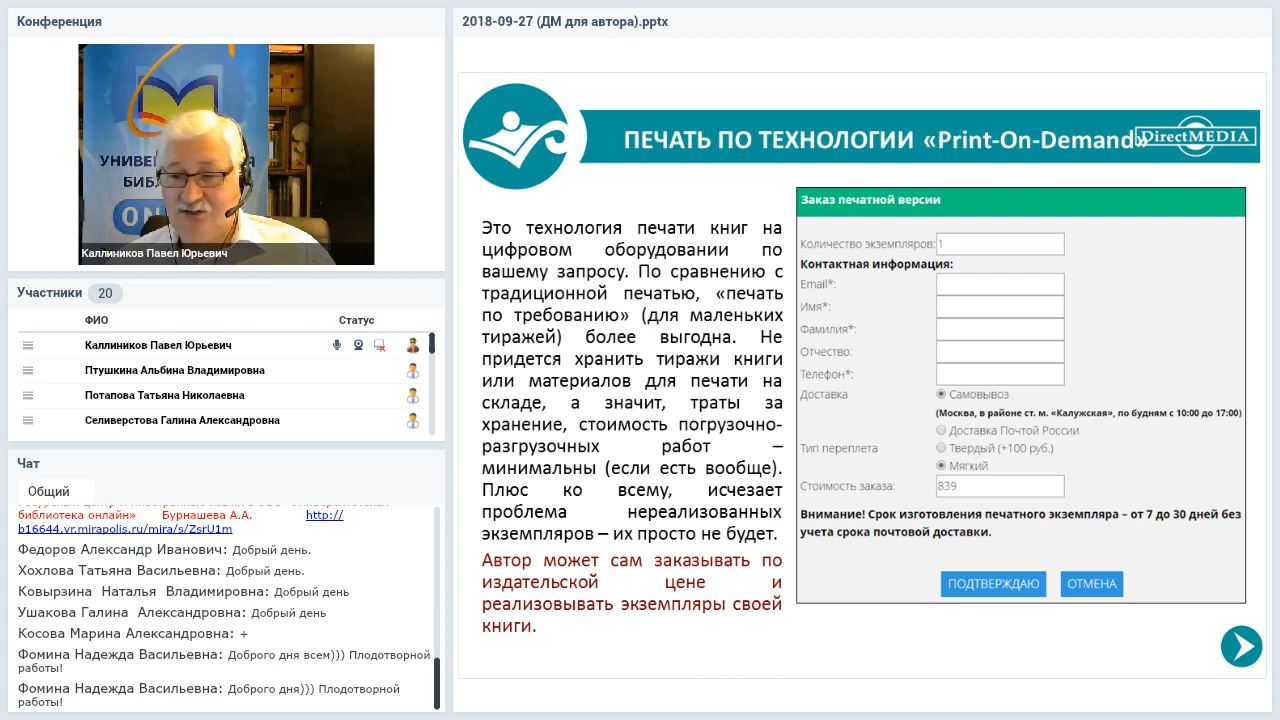 Конференция
УНИВЕ
БИБ
ON
Каллиников Павел Юрьевич
Участники 20
ФИО Статус
Каллиников Павел Юрьевич
Птушкина Альбина Владимировна
Потапова Татьяна Николаевна
Селиверстова Галина Александровна
Чат
Общий
библиотека онлайн» Бурнашева А.А. http://
b16644.vr.mirapolis.ru/mira/s/ZsrU1m
Федоров Александр Иванович: Добрый день.
Хохлова Татьяна Васильевна: Добрый день.
Ковырзина Наталья Владимировна: Добрый день
Ушакова Галина Александровна: Добрый день
Косова Марина Александровна: +
Фомина Надежда Васильевна: Доброго дня всем))) Плодотворной
работы!
Фомина Надежда Васильевна: Доброго дня))) Плодотворной
работы!
2018-09-27 (ДМ для автора).pptx
ПЕЧАТЬ ПО ТЕХНОЛОГИИ «Print-On-Demand»
DirectMEDIA
Это технология печати книг на
цифровом оборудовании по
вашему запросу. По сравнению с
традиционной печатью, «печать
по требованию» (для маленьких
тиражей) более выгодна. Не
придется хранить тиражи книги
или материалов для печати на
складе, а значит, траты за
хранение, стоимость погрузочно-
разгрузочных работ –
минимальны (если есть вообще).
Плюс ко всему, исчезает
проблема нереализованных
экземпляров – их просто не будет.
Автор может сам заказывать по
издательской цене и
реализовывать экземпляры своей
книги.
Заказ печатной версии
Количество экземпляров: 1
Контактная информация:
Email*:
Имя*:
Фамилия*:
Отчество:
Телефон*:
Доставка Самовывоз
(Москва, в районе ст. м. «Калужская», по будням с 10:00 до 17:00)
Доставка Почтой России
Тип переплета Твердый (+100 руб.)
Мягкий
Стоимость заказа: 839
Внимание! Срок изготовления печатного экземпляра – от 7 до 30 дней без
учета срока почтовой доставки.
ПОДТВЕРЖДАЮ ОТМЕНА